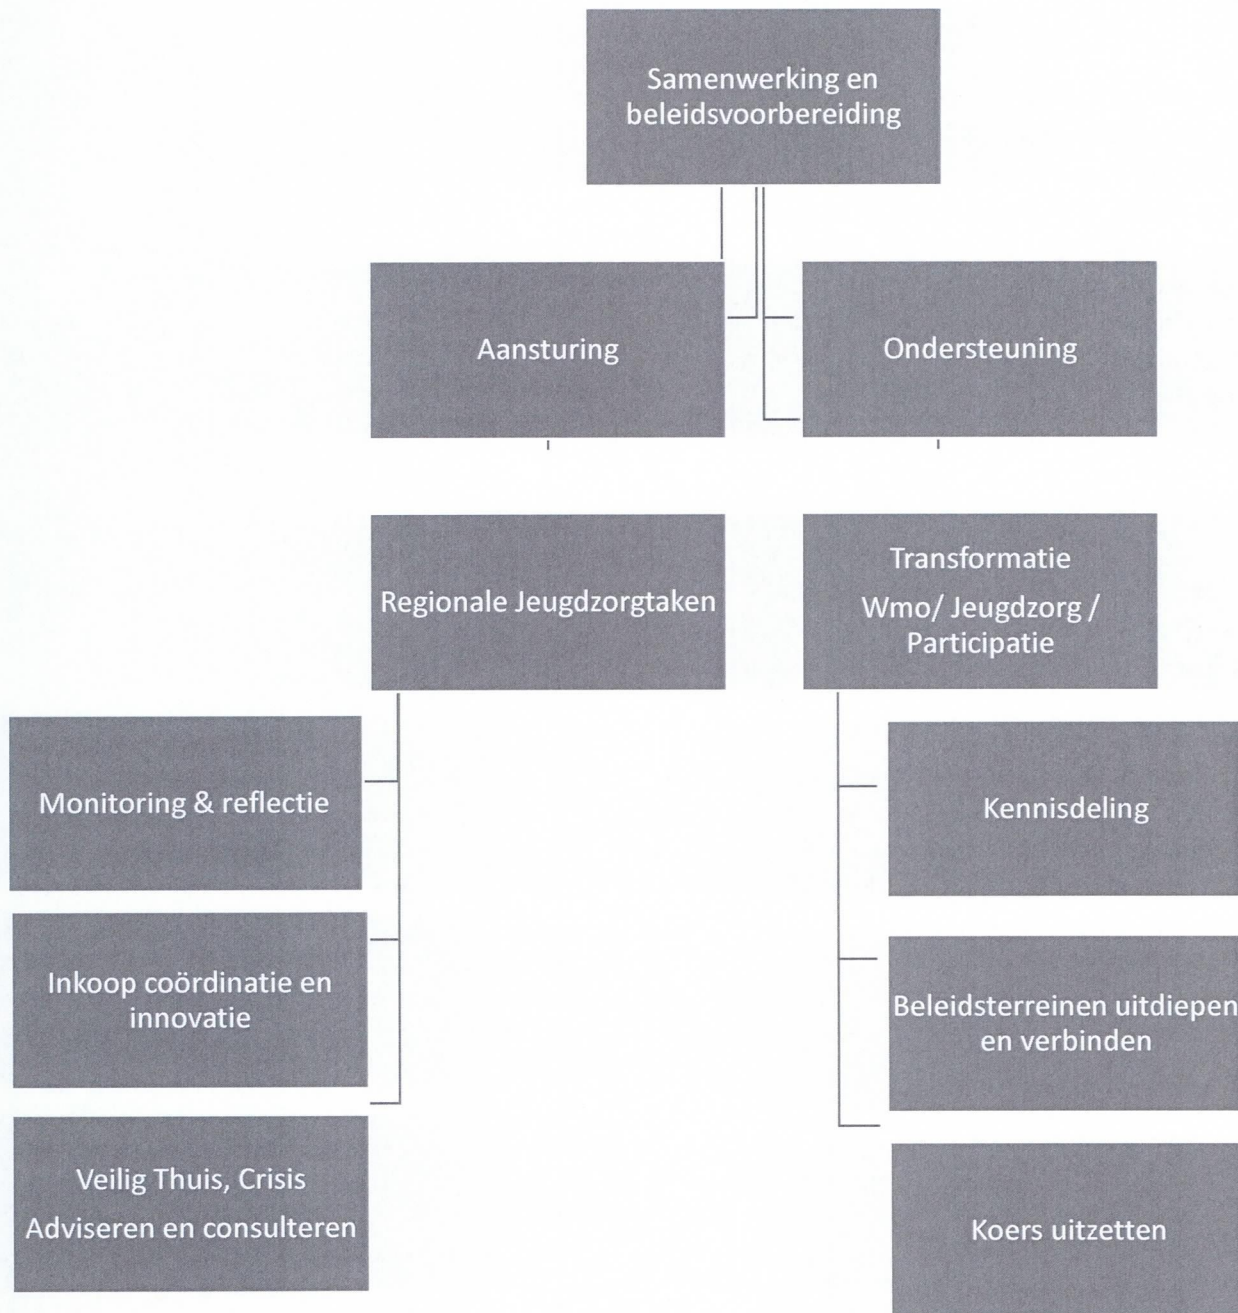 Samenwerking en
beleidsvoorbereiding
Aansturing
Ondersteuning
Regionale Jeugdzorgtaken
Transformatie
Wmo/ Jeugdzorg /
Participatie
Monitoring & reflectie
Inkoop coördinatie en
innovatie
Veilig Thuis, Crisis
Adviseren en consulteren
Kennisdeling
Beleidsterreinen uitdiepen
en verbinden
Koers uitzetten